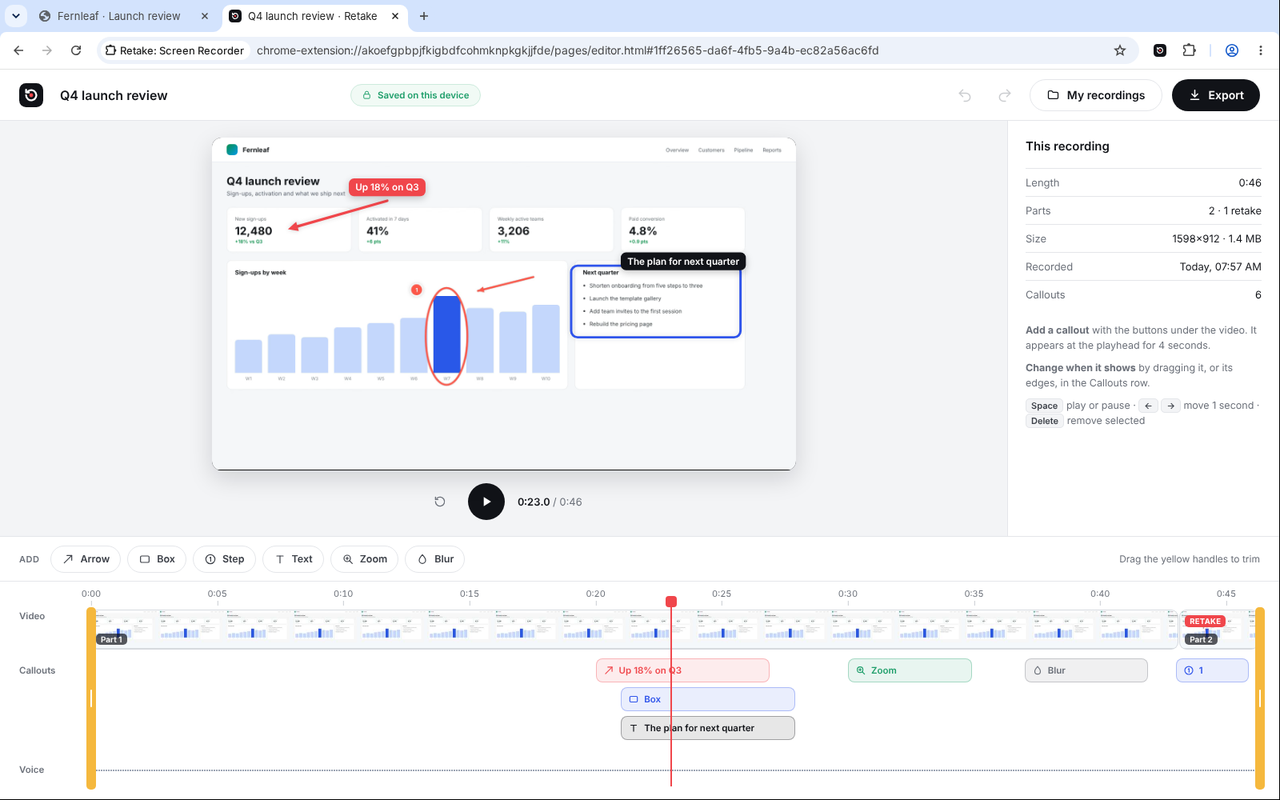 Fernleaf · Launch review
Q4 launch review · Retake
Retake: Screen Recorder
chrome-extension://akoefgpbpjfkigbdfcohmknpkgkjjfde/pages/editor.html#1ff26565-da6f-4fb5-9a4b-ec82a56ac6fd
Q4 launch review
Saved on this device
My recordings
Export
Fernleaf
Overview Customers Pipeline Reports
Q4 launch review
Sign-ups, activation and what we ship next
Up 18% on Q3
New sign-ups
12,480
+18% vs Q3
Activated in 7 days
41%
+6 pts
Weekly active teams
3,206
+11%
Paid conversion
4.8%
+0.9 pts
The plan for next quarter
Sign-ups by week
1
W1 W2 W3 W4 W5 W6 W7 W8 W9 W10
Next quarter
• Shorten onboarding from five steps to three
• Launch the template gallery
• Add team invites to the first session
• Rebuild the pricing page
0:23.0 / 0:46
This recording
Length 0:46
Parts 2 · 1 retake
Size 1598×912 · 1.4 MB
Recorded Today, 07:57 AM
Callouts 6
Add a callout with the buttons under the video. It
appears at the playhead for 4 seconds.
Change when it shows by dragging it, or its
edges, in the Callouts row.
Space play or pause · ← → move 1 second ·
Delete remove selected
ADD Arrow Box Step Text Zoom Blur
Drag the yellow handles to trim
0:00 0:05 0:10 0:15 0:20 0:25 0:30 0:35 0:40 0:45
Video
Part 1
RETAKE
Part 2
Callouts
Up 18% on Q3
Zoom
Blur
1
Box
The plan for next quarter
Voice